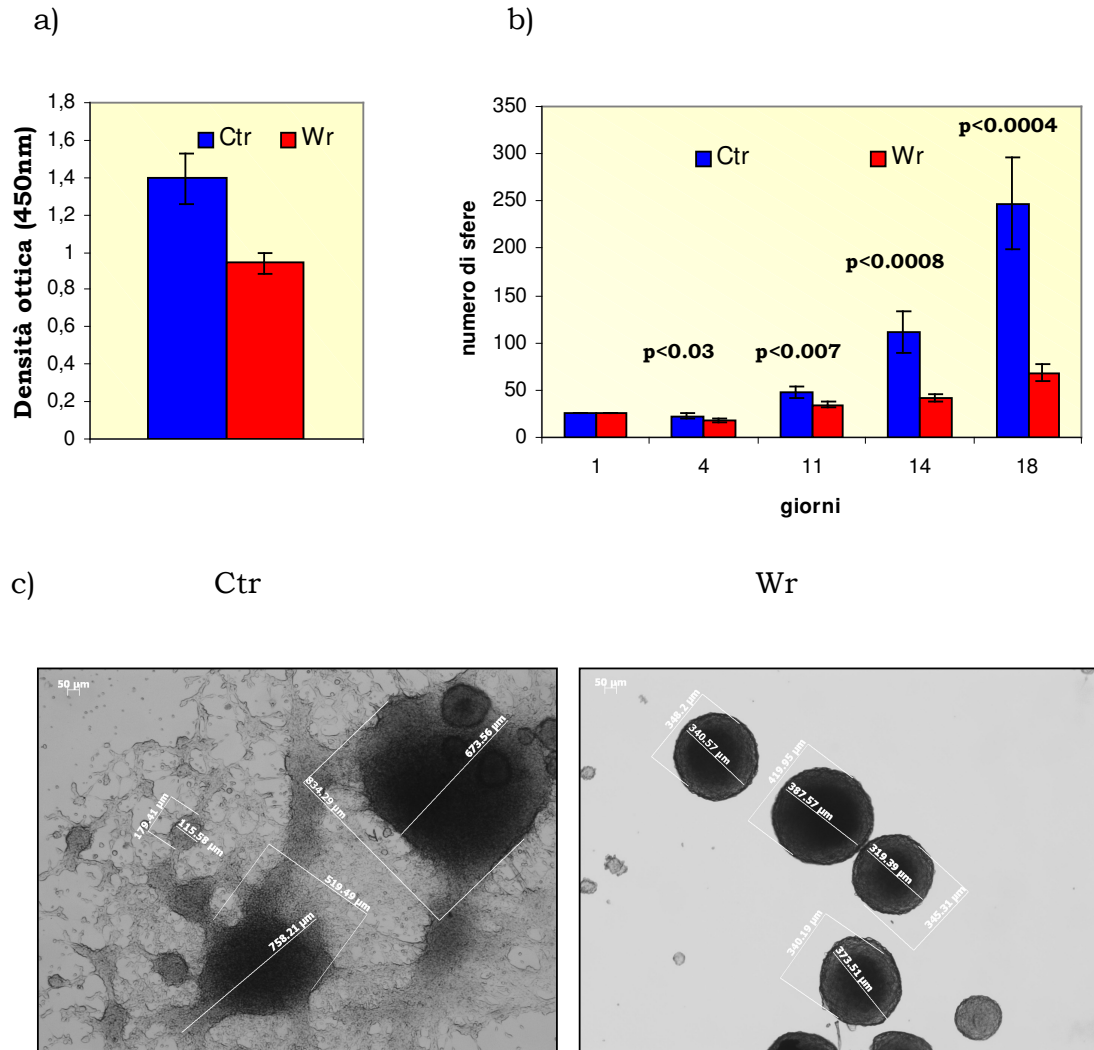 a)
b)
Densità ottica (450nm)
1,8
1,6
1,4
1,2
1
0,8
0,6
0,4
0,2
0
Ctr Wr
numero di sfere
350
300
250
200
150
100
50
0
Ctr Wr
p<0.03
p<0.007
p<0.0008
p<0.0004
1 4 11 14 18
giorni
c)
Ctr
Wr
50 µm
673.56 µm
834.29 µm
179.41 µm
115.58 µm
519.49 µm
758.21 µm
50 µm
348.2 µm
340.57 µm
419.95 µm
387.57 µm
319.39 µm
345.31 µm
340.19 µm
373.51 µm